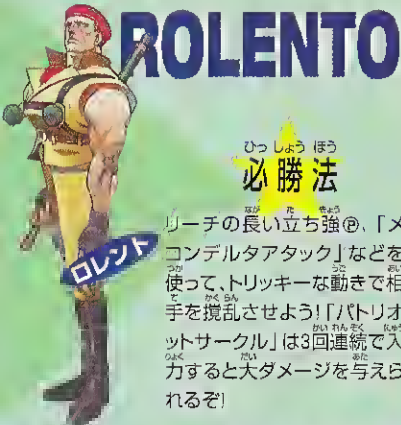 ROLENTO
ロレント
必勝法
リーチの長い立ち強Ⓟ、「メ
コンデルタアタック」などを
使って、トリッキーな動きで相
手を撹乱させよう!「パトリオ
ットサークル」は3回連続で入
力すると大ダメージを与えら
れるぞ!